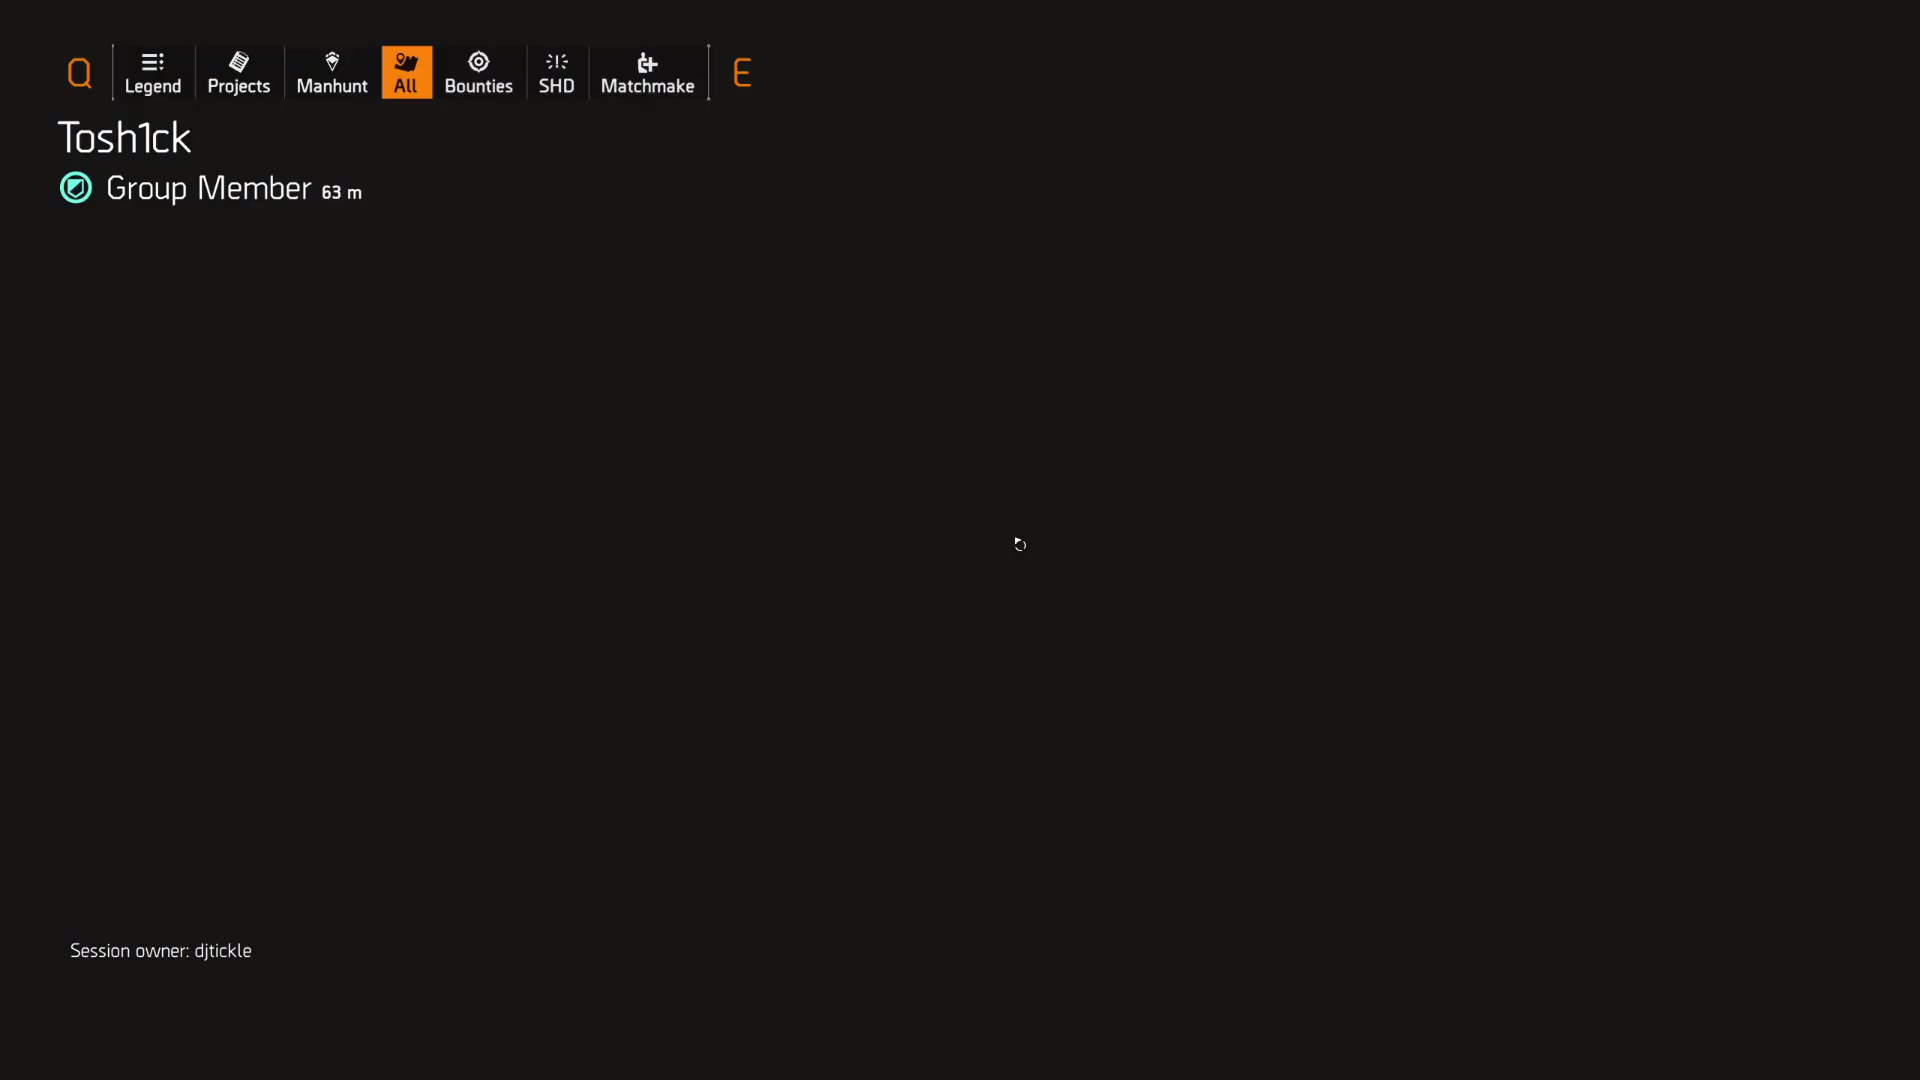 Q Legend Projects Manhunt All Bounties SHD Matchmake E
Tosh1ck
Group Member 63 m
Session owner: djtickle